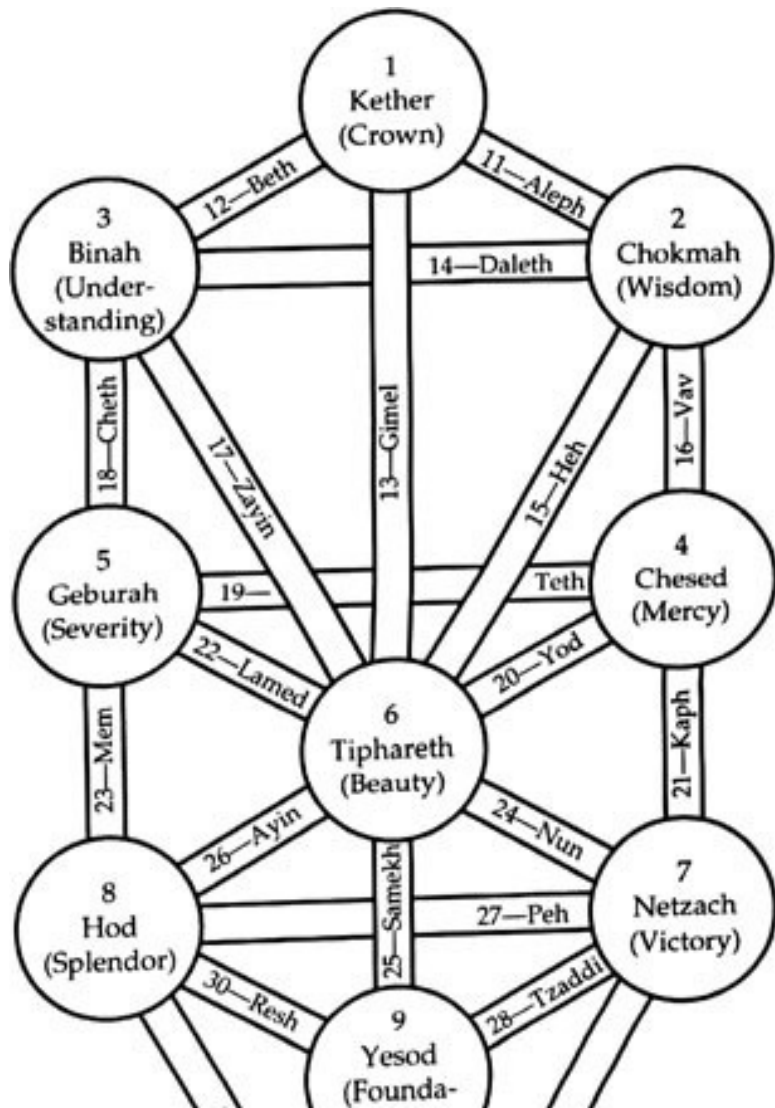 1
Kether
(Crown)
12—Beth
11—Aleph
3
Binah
(Under-
standing)
2
Chokmah
(Wisdom)
14—Daleth
13—Gimel
18—Cheth
17—Zayin
15—Heh
16—Vav
5
Geburah
(Severity)
19—
Teth
4
Chesed
(Mercy)
22—Lamed
20—Yod
6
Tiphareth
(Beauty)
23—Mem
21—Kaph
26—Ayin
24—Nun
25—Samekh
8
Hod
(Splendor)
27—Peh
7
Netzach
(Victory)
30—Resh
28—Tzaddi
9
Yesod
(Founda-